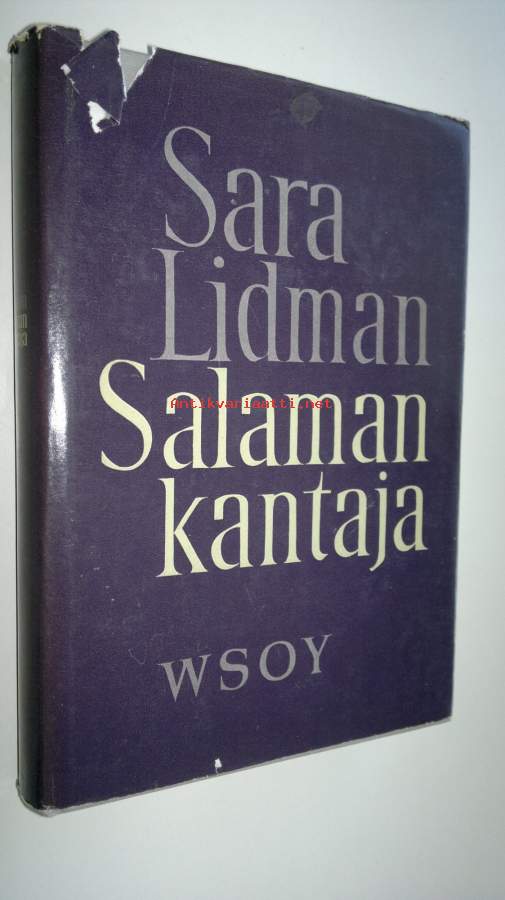 Sara
Lidman
Salaman
Antikvariaatti.net
kantaja
WSOY